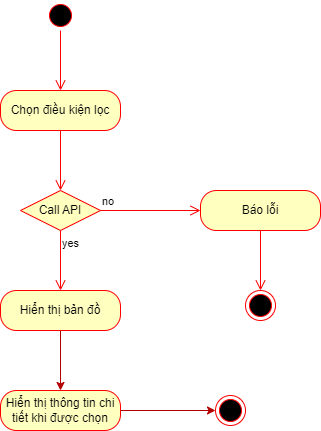 Chọn điều kiện lọc
Call API
no
Báo lỗi
yes
Hiển thị bản đồ
Hiển thị thông tin chi
tiết khi được chọn